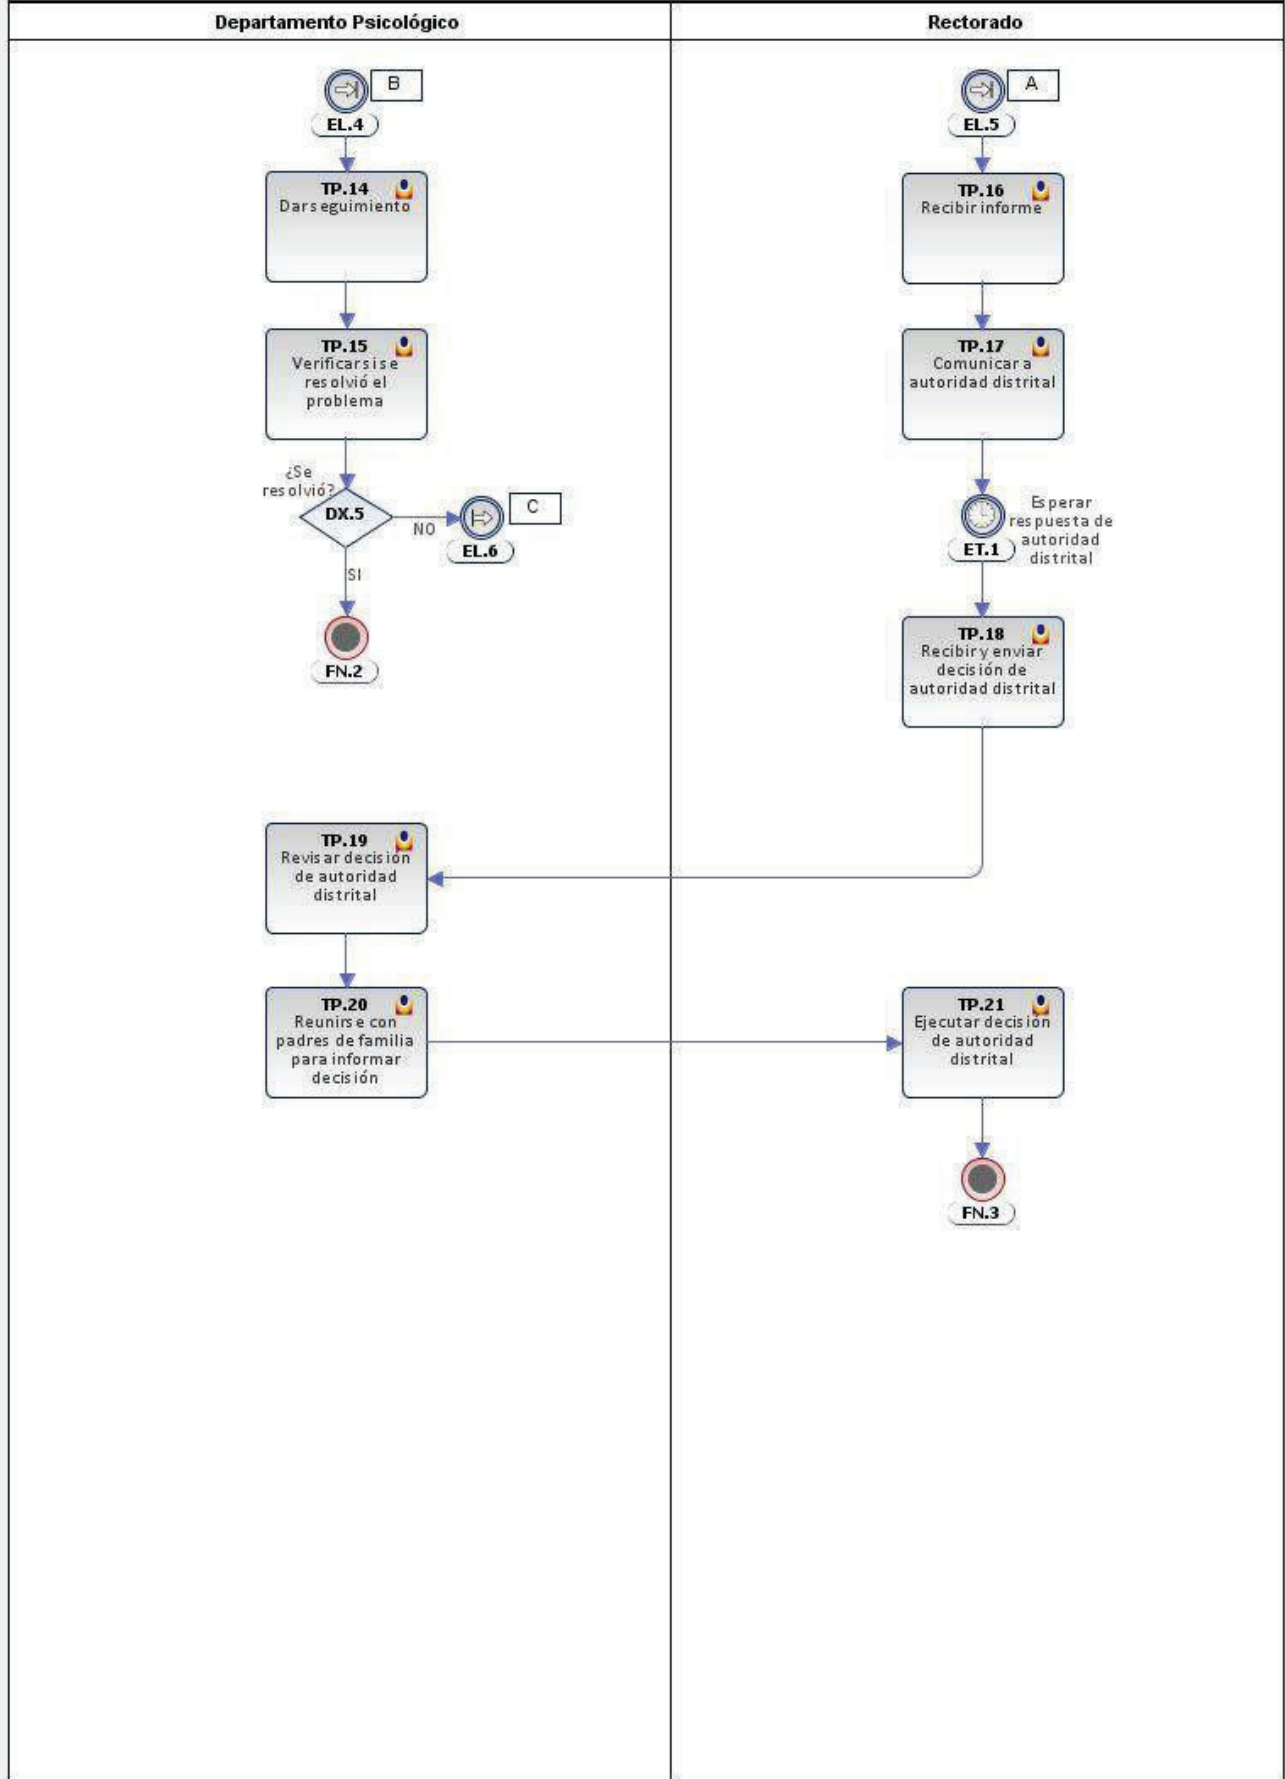 Departamento Psicológico
Rectorado
B
EL.4
TP.14
Dar seguimiento
TP.15
Verificar si se
resolvió el
problema
¿Se
resolvió?
DX.5
NO
C
EL.6
SI
FN.2
A
EL.5
TP.16
Recibir informe
TP.17
Comunicar a
autoridad distrital
Esperar
respuesta de
autoridad
distrital
ET.1
TP.18
Recibir y enviar
decisión de
autoridad distrital
TP.19
Revisar decisión
de autoridad
distrital
TP.20
Reunirse con
padres de familia
para informar
decisión
TP.21
Ejecutar decisión
de autoridad
distrital
FN.3